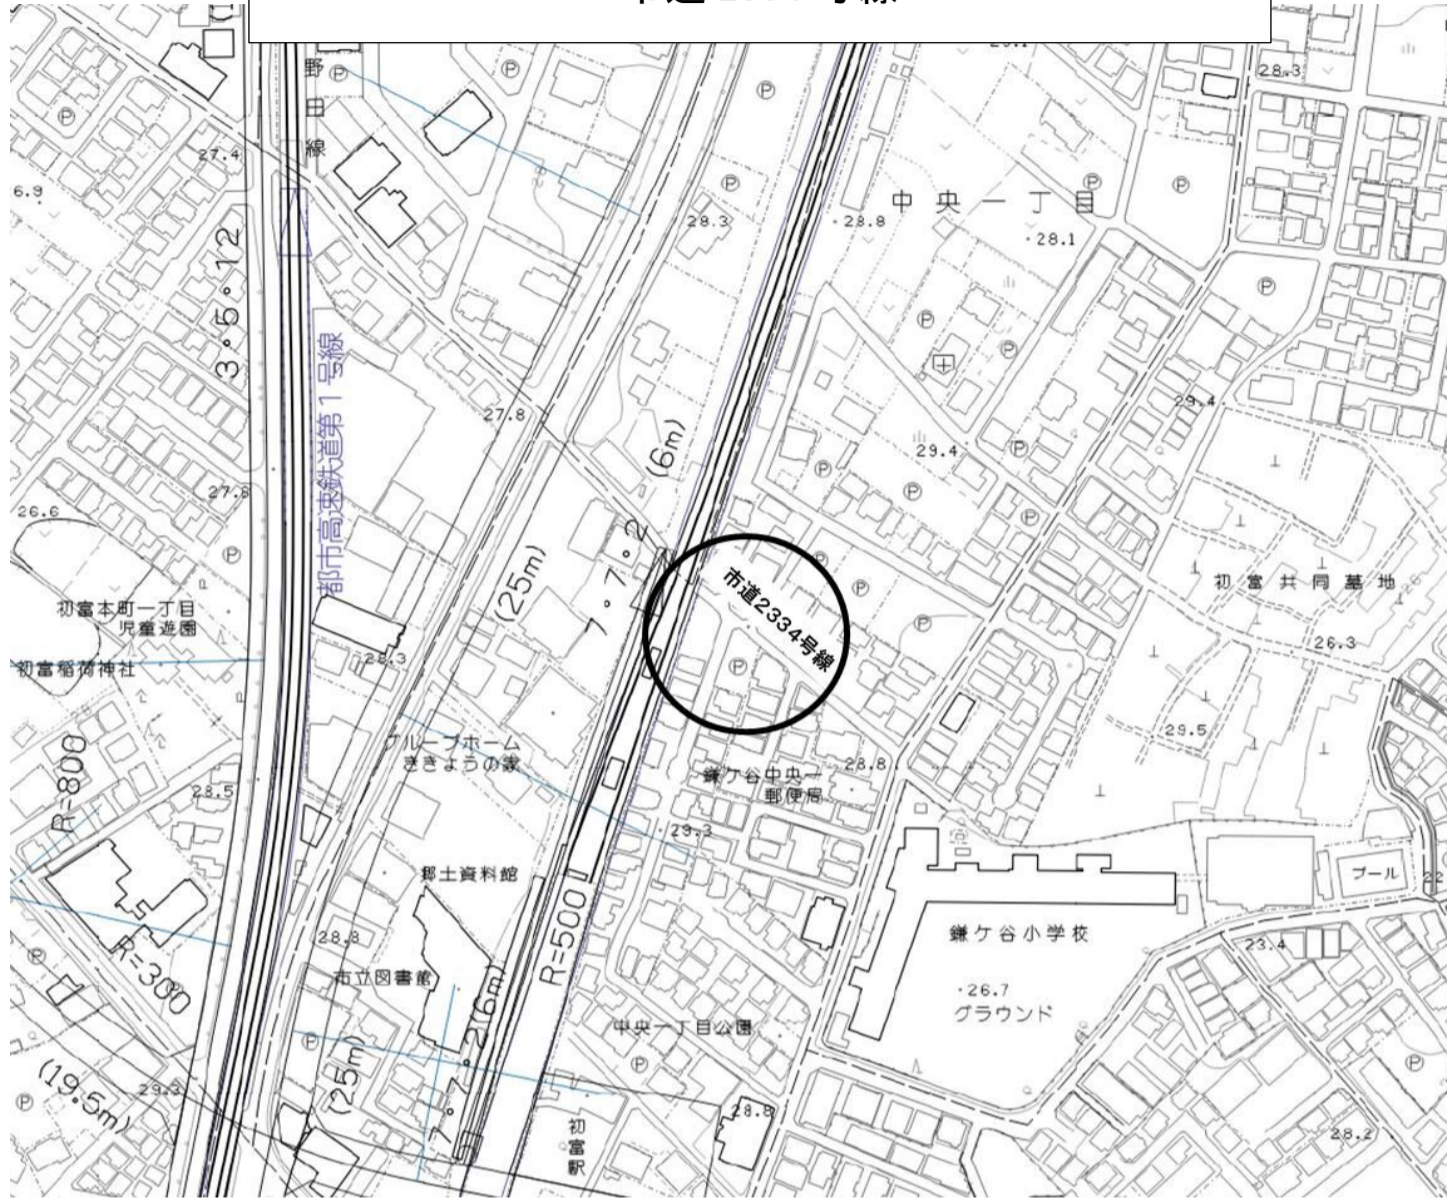 野
田
線
Ⓟ
Ⓟ
Ⓟ
Ⓟ
28.3
27.4
6.9
3・5・12
都市高速鉄道第1号線
28.3
Ⓟ
28.8
中央一丁目
Ⓟ
Ⓟ
28.1
Ⓟ
Ⓟ
Ⓟ
27.8
29.4
29.4
Ⓟ
Ⓟ
Ⓟ
Ⓟ
(6m)
7・7・2
(25m)
27.8
26.6
Ⓟ
初富本町一丁目
児童遊園
初富稲荷神社
28.3
市道2334号線
Ⓟ
Ⓟ
Ⓟ
Ⓟ
初富共同墓地
26.3
29.5
グループホーム
ききょうの家
鎌ケ谷中央一
郵便局
28.8
29.3
R=800
28.5
郷土資料館
プール
22
鎌ケ谷小学校
23.4
・26.7
グラウンド
R=500
R=300
28.8
市立図書館
7・7・2(6m)
中央一丁目公園
Ⓟ
Ⓟ
Ⓟ
Ⓟ
(25m)
(19.5m)
29.3
Ⓟ
28.8
初
富
駅
28.2